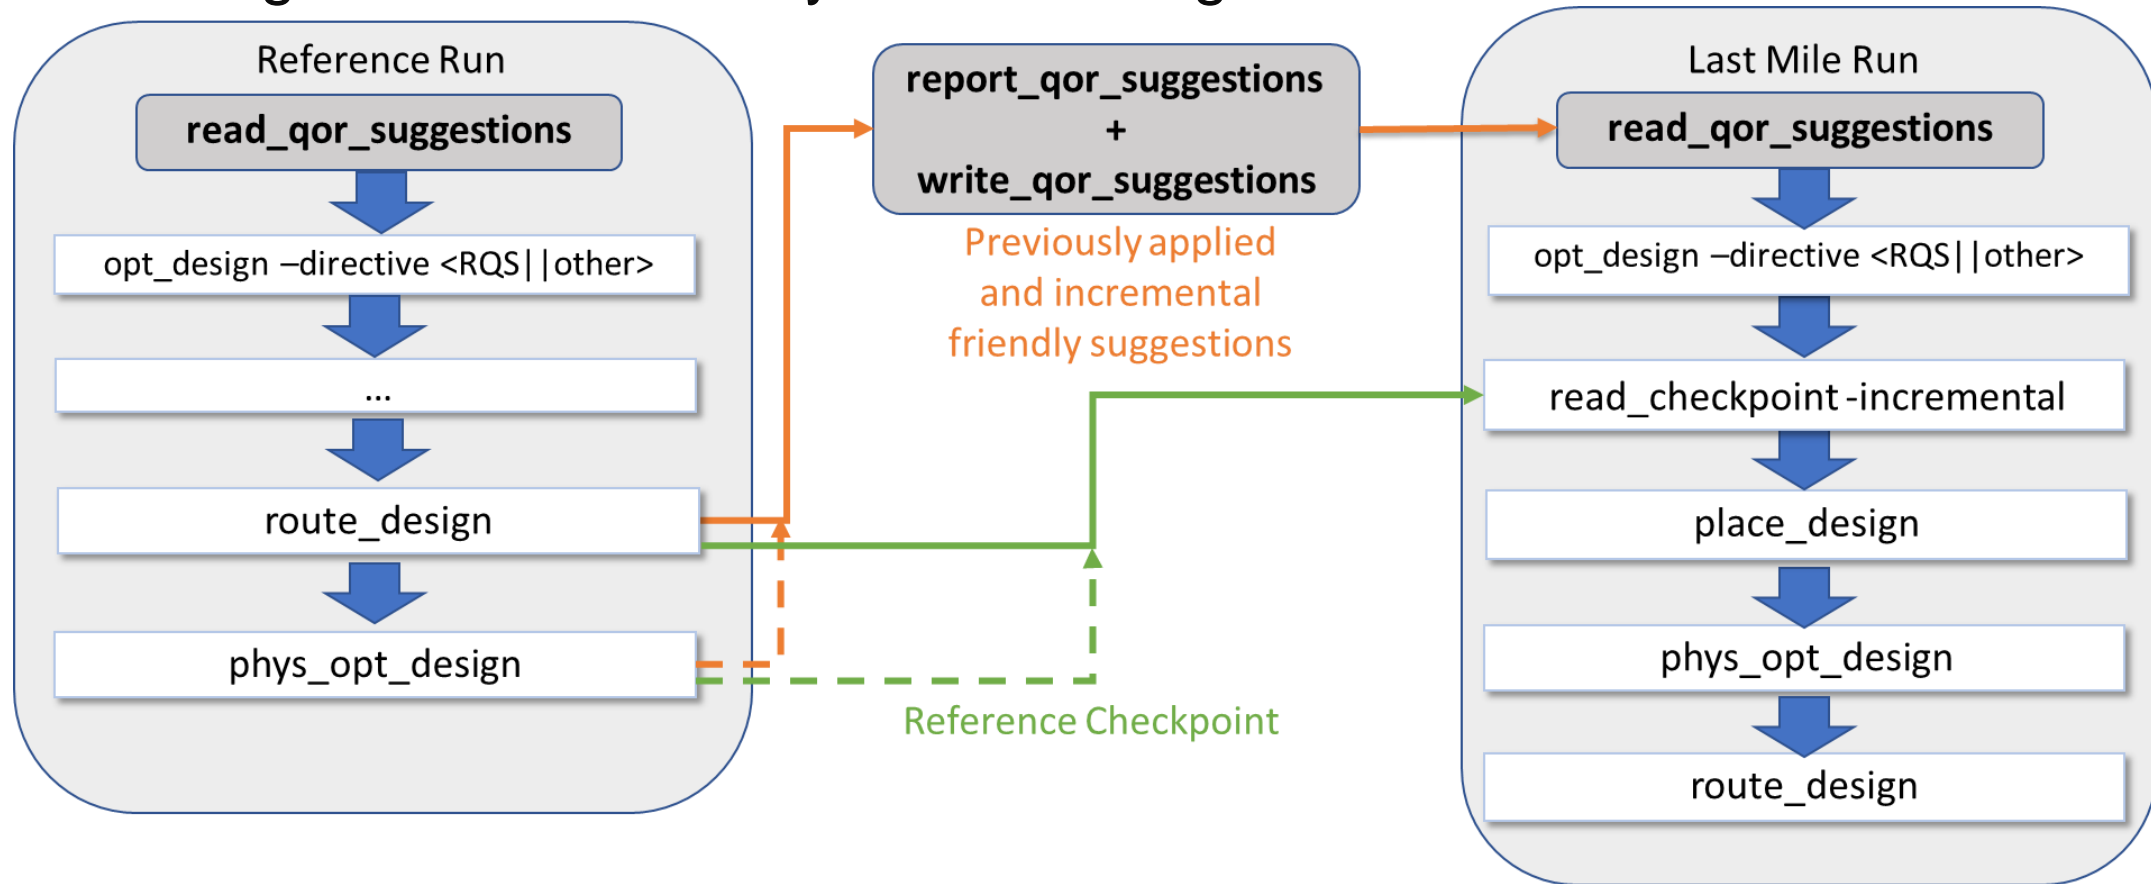 Reference Run
read_qor_suggestions
opt_design –directive <RQS||other>
...
route_design
phys_opt_design
report_qor_suggestions
+
write_qor_suggestions
Previously applied
and incremental
friendly suggestions
Reference Checkpoint
Last Mile Run
read_qor_suggestions
opt_design –directive <RQS||other>
read_checkpoint -incremental
place_design
phys_opt_design
route_design